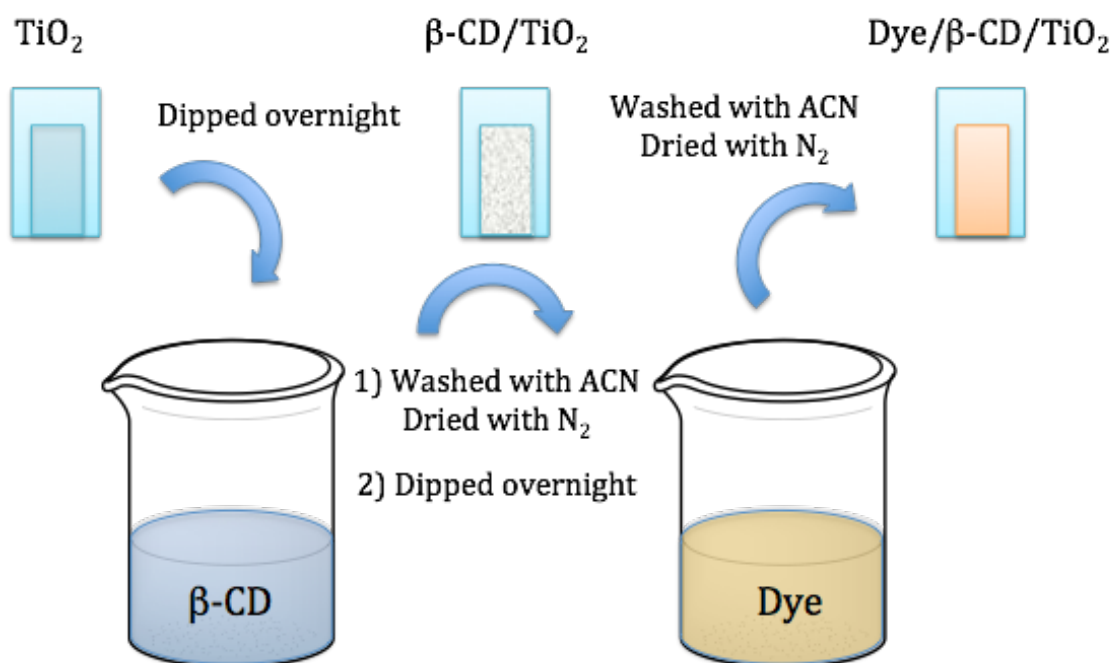 TiO₂
β-CD/TiO₂
Dye/β-CD/TiO₂
Dipped overnight
Washed with ACN
Dried with N₂
1) Washed with ACN
Dried with N₂
2) Dipped overnight
β-CD
Dye